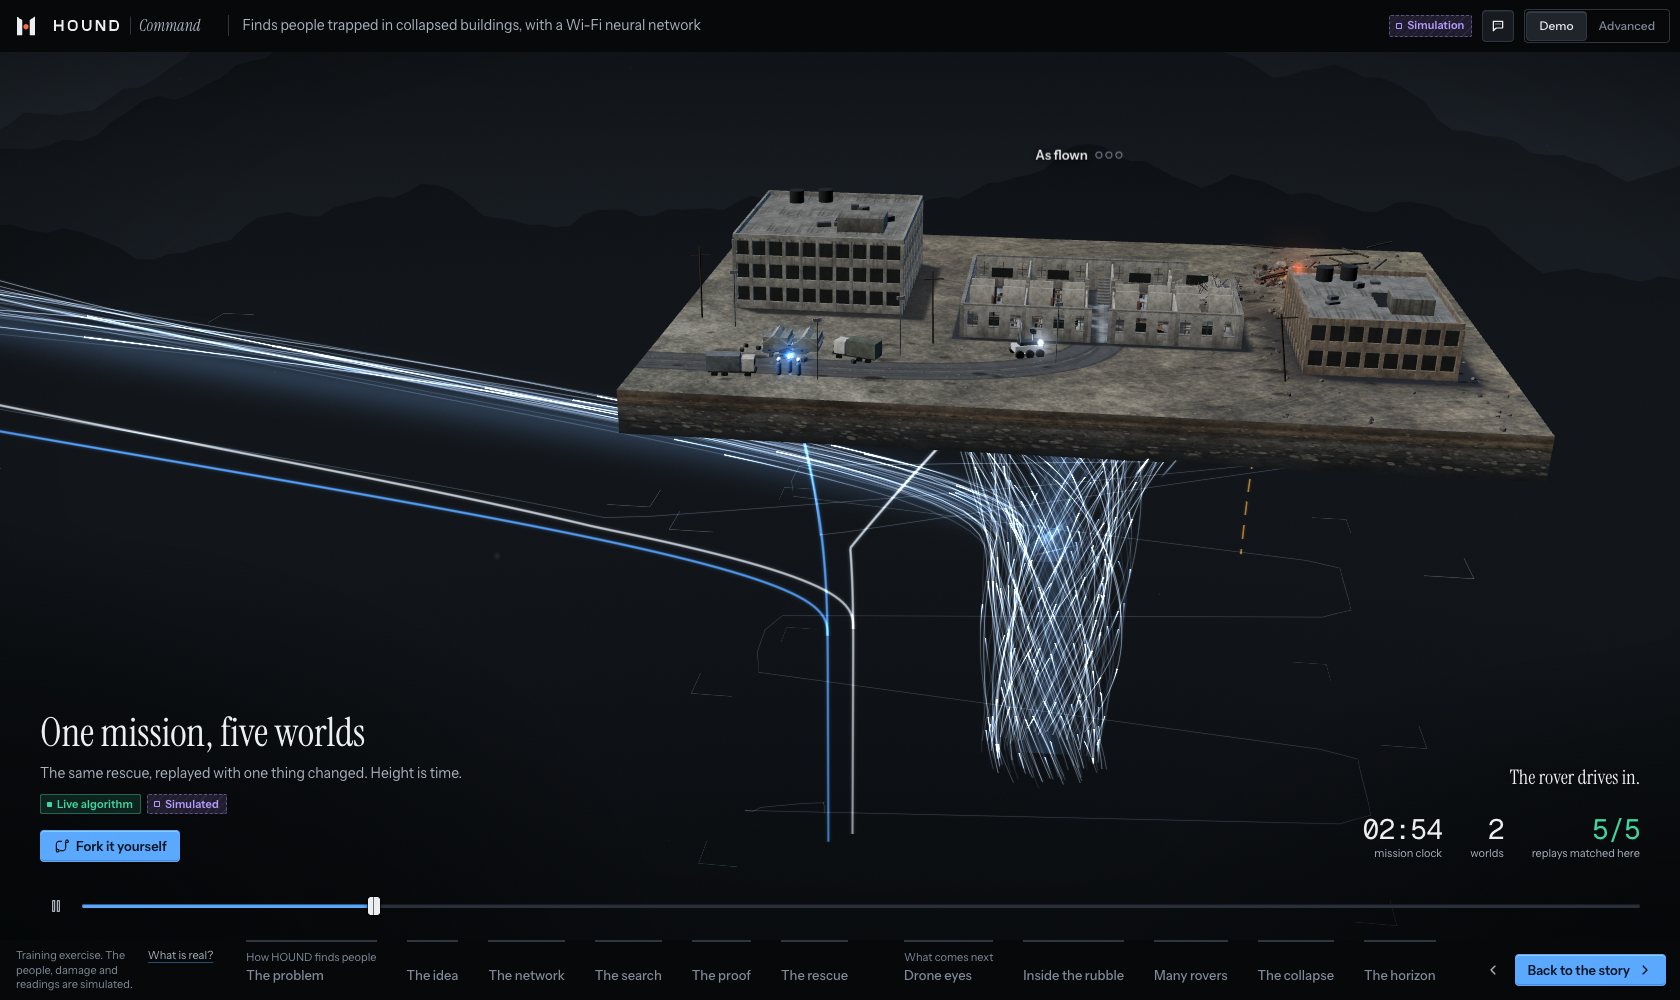 HOUND Command
Finds people trapped in collapsed buildings, with a Wi-Fi neural network
Simulation
Demo
Advanced
As flown
One mission, five worlds
The same rescue, replayed with one thing changed. Height is time.
Live algorithm
Simulated
Fork it yourself
The rover drives in.
02:54
mission clock
2
worlds
5/5
replays matched here
Training exercise. The
people, damage and
readings are simulated.
What is real?
How HOUND finds people
The problem
The idea
The network
The search
The proof
The rescue
What comes next
Drone eyes
Inside the rubble
Many rovers
The collapse
The horizon
Back to the story